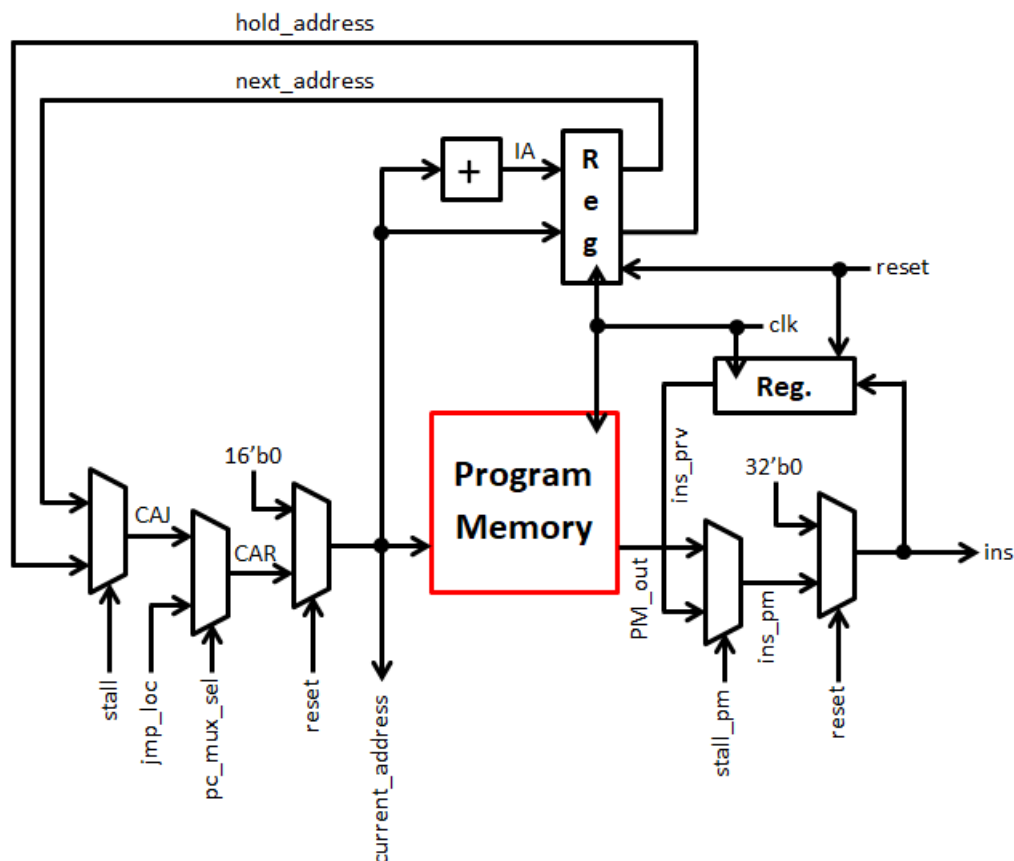 hold_address
next_address
IA
+
R
e
g
reset
clk
Reg.
16'b0
Program
Memory
ins_prv
32'b0
CAJ
CAR
PM_out
ins_pm
ins
stall
jmp_loc
pc_mux_sel
reset
current_address
stall_pm
reset